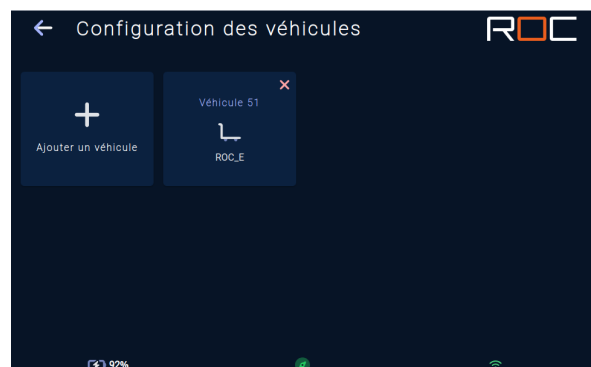 Configuration des véhicules
ROC
Ajouter un véhicule
Véhicule 51
ROC_E
92%